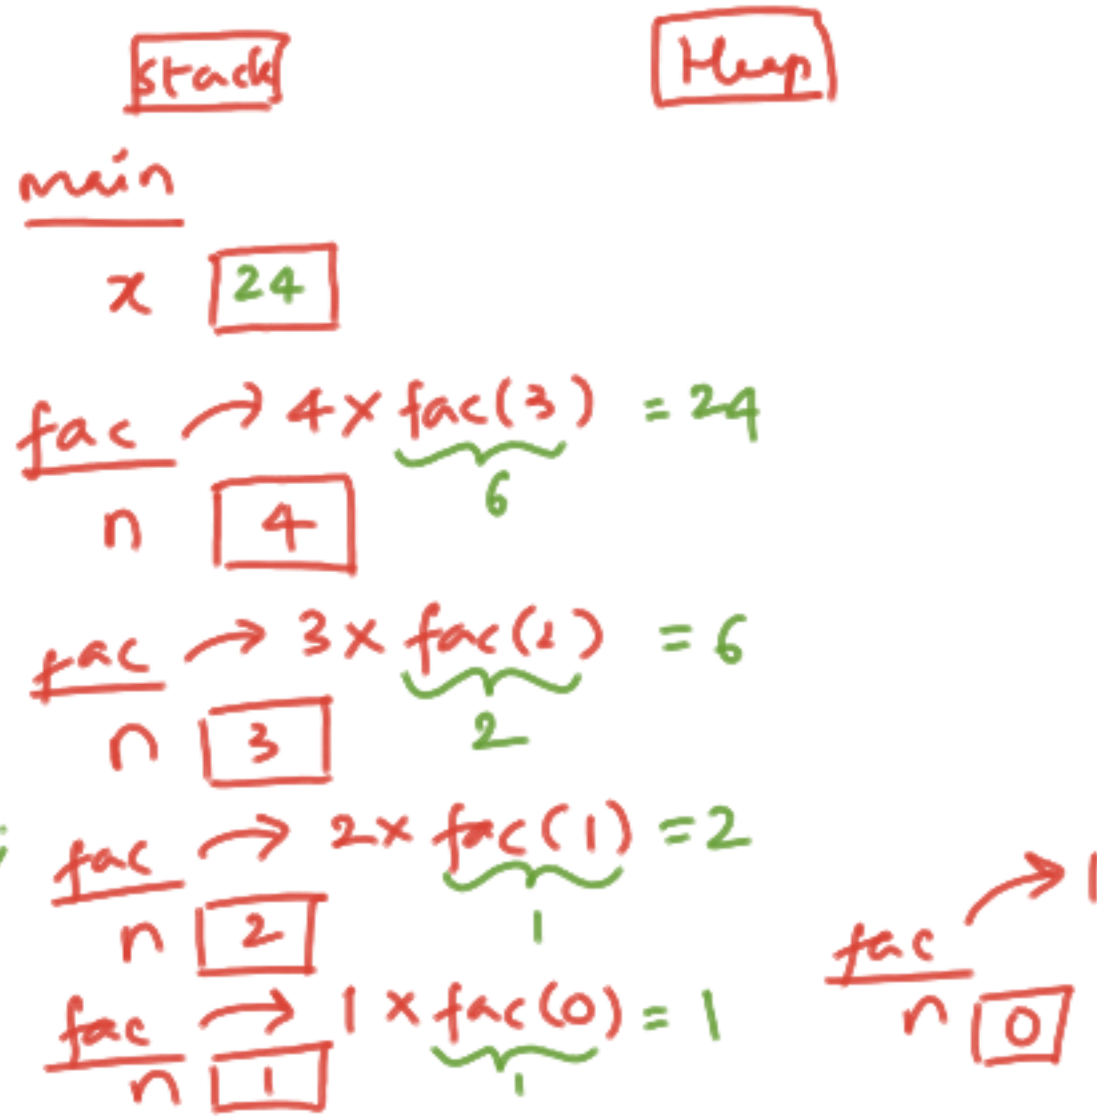 stack Heap
main
x 24
fac → 4 x fac(3) = 24
6
n 4
fac → 3 x fac(2) = 6
2
n 3
fac → 2 x fac(1) = 2
1
n 2
fac → 1
n 0
fac → 1 x fac(0) = 1
1
n 1